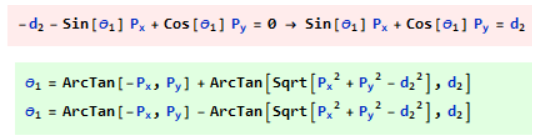 -d₂ - Sin[θ₁] Pₓ + Cos[θ₁] Pᵧ = 0 → Sin[θ₁] Pₓ + Cos[θ₁] Pᵧ = d₂
θ₁ = ArcTan[-Pₓ, Pᵧ] + ArcTan[Sqrt[Pₓ² + Pᵧ² - d₂²], d₂]
θ₁ = ArcTan[-Pₓ, Pᵧ] - ArcTan[Sqrt[Pₓ² + Pᵧ² - d₂²], d₂]